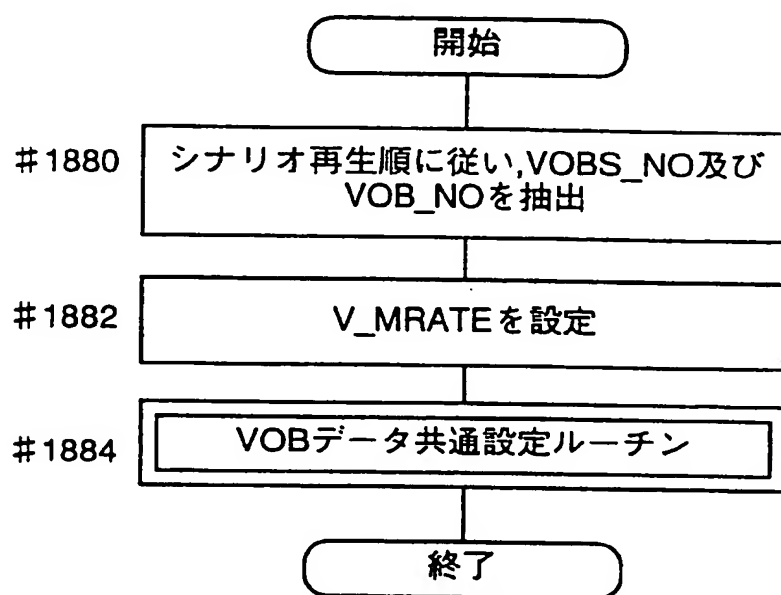 開始
#1880
シナリオ再生順に従い,VOBS_NO及び
VOB_NOを抽出
#1882
V_MRATEを設定
#1884
VOBデータ共通設定ルーチン
終了